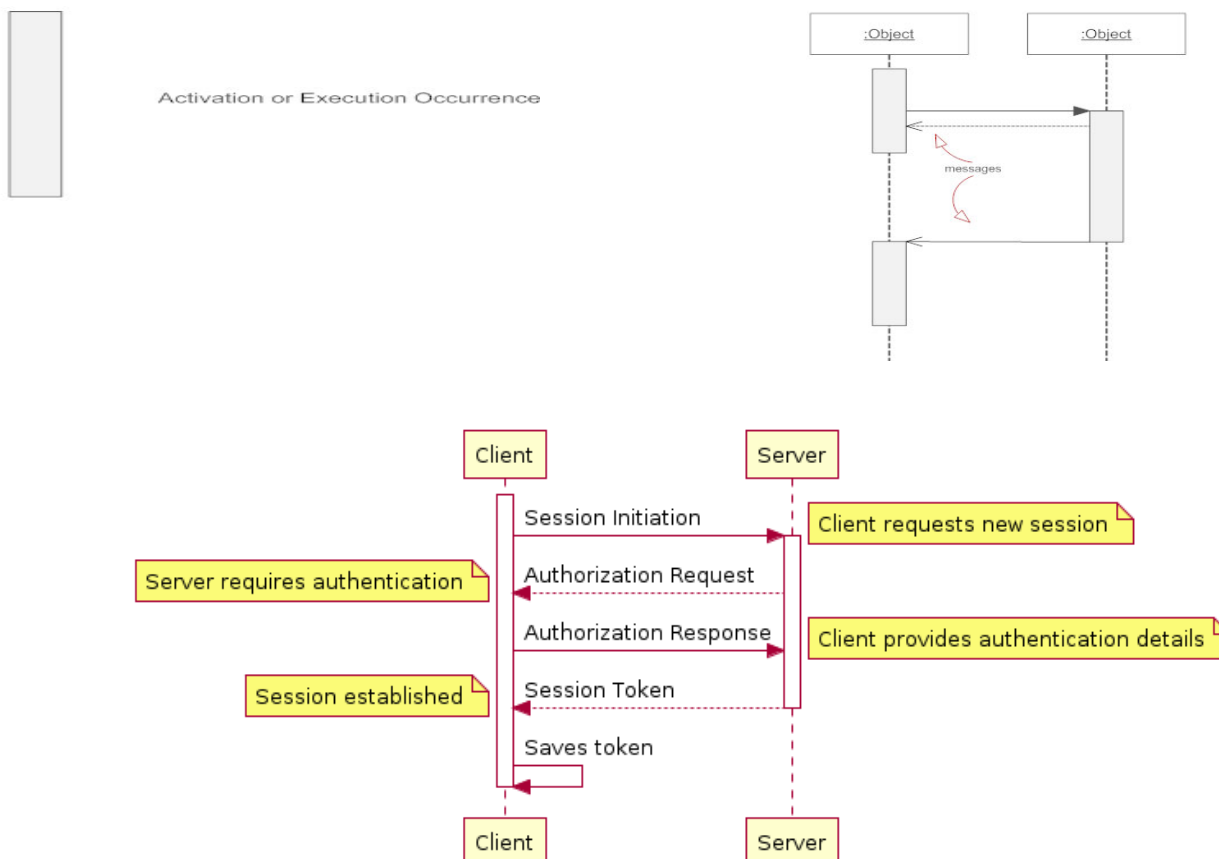 :Object
:Object
Activation or Execution Occurrence
messages
Client
Server
Session Initiation
Client requests new session
Server requires authentication
Authorization Request
Authorization Response
Client provides authentication details
Session established
Session Token
Saves token
Client
Server